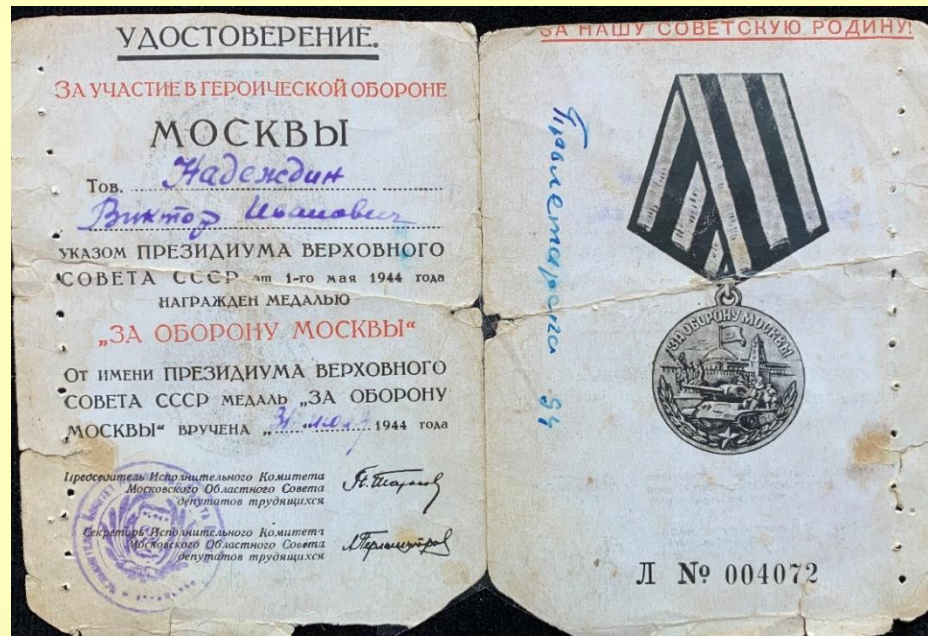 УДОСТОВЕРЕНИЕ.
ЗА УЧАСТИЕ В ГЕРОИЧЕСКОЙ ОБОРОНЕ
МОСКВЫ
Тов. Надеждин
Виктор Иванович
УКАЗОМ ПРЕЗИДИУМА ВЕРХОВНОГО
СОВЕТА СССР от 1-го мая 1944 года
НАГРАЖДЕН МЕДАЛЬЮ
„ЗА ОБОРОНУ МОСКВЫ“
ОТ ИМЕНИ ПРЕЗИДИУМА ВЕРХОВНОГО
СОВЕТА СССР МЕДАЛЬ „ЗА ОБОРОНУ
МОСКВЫ“ ВРУЧЕНА „ 1944 года
Председатель Исполнительного Комитета
Московского Областного Совета
депутатов трудящихся
Секретарь Исполнительного Комитета
Московского Областного Совета
депутатов трудящихся
ЗА НАШУ СОВЕТСКУЮ РОДИНУ!
94
ЗА ОБОРОНУ МОСКВЫ
Л № 004072